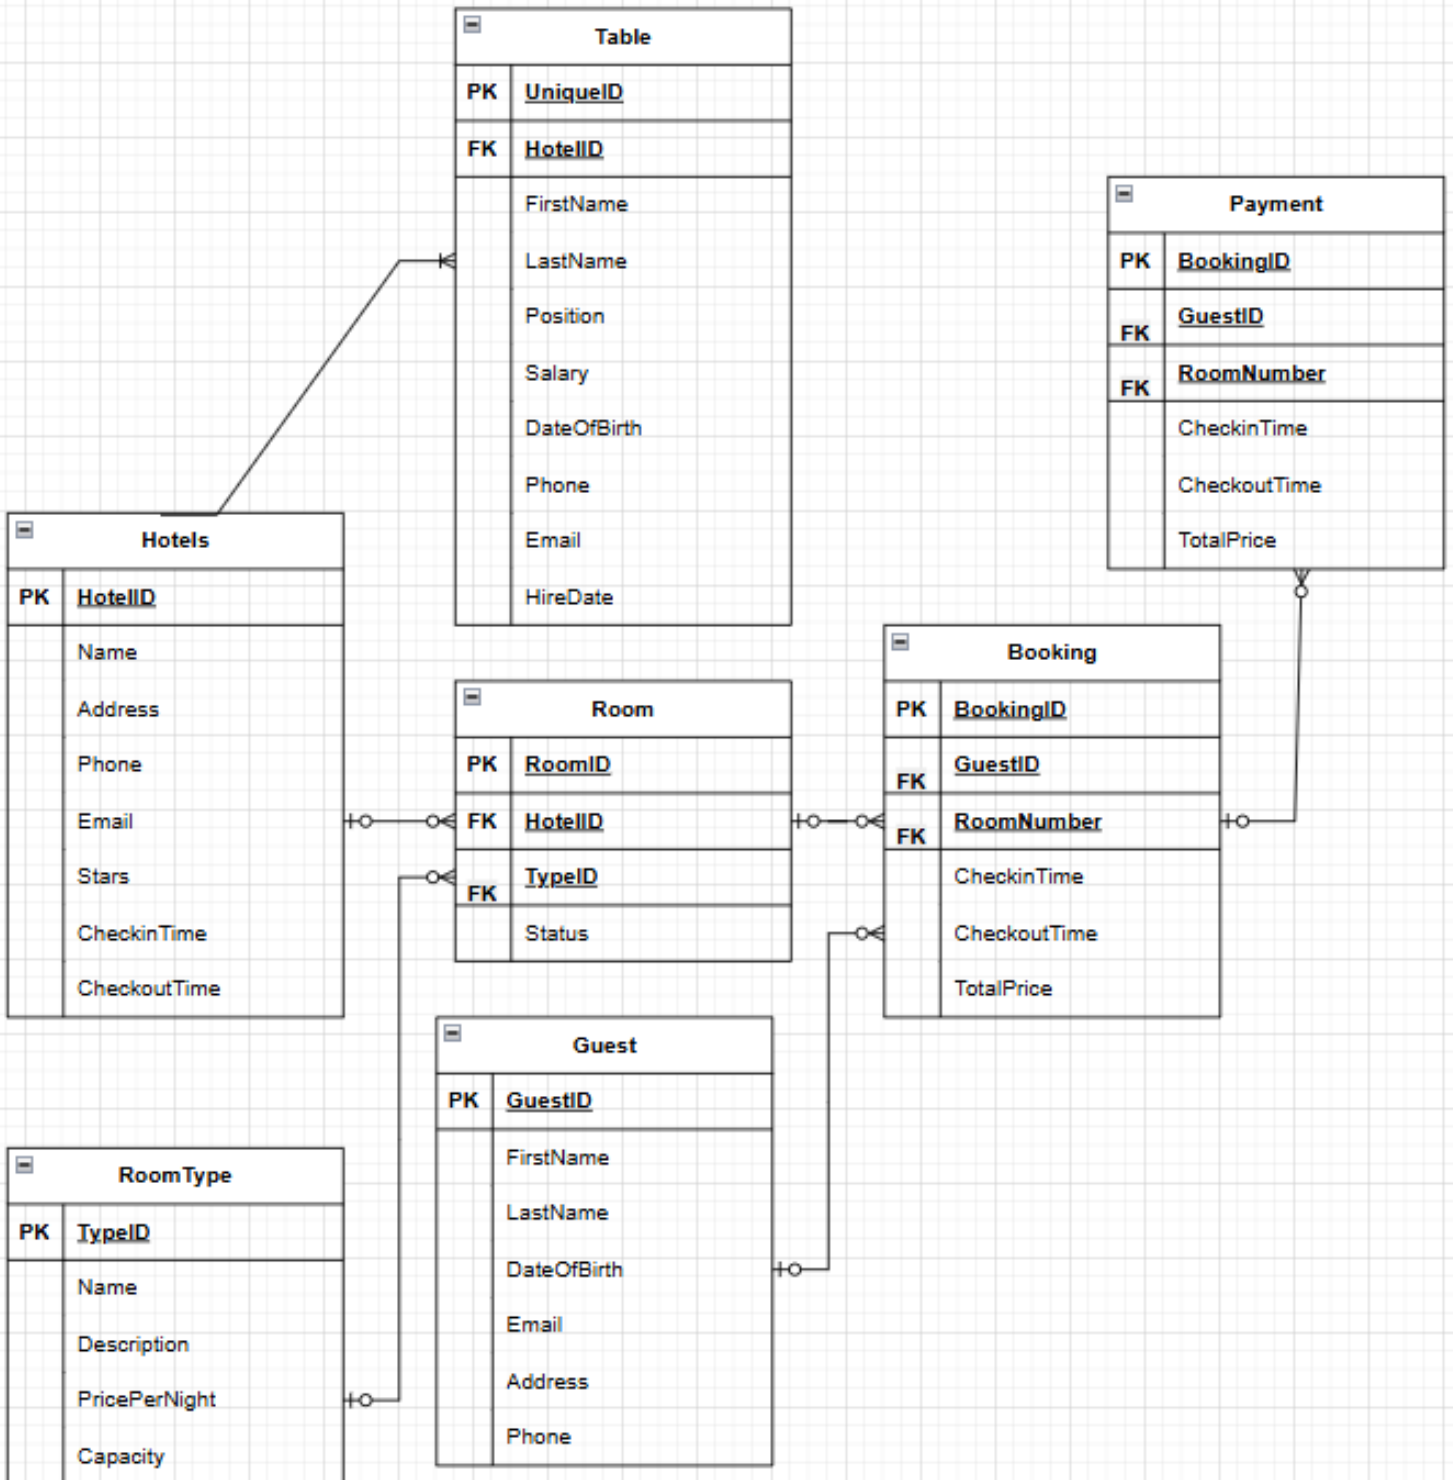 Table
PK UniqueID
FK HotelID
FirstName
LastName
Position
Salary
DateOfBirth
Phone
Email
HireDate
Payment
PK BookingID
FK GuestID
FK RoomNumber
CheckinTime
CheckoutTime
TotalPrice
Hotels
PK HotelID
Name
Address
Phone
Email
Stars
CheckinTime
CheckoutTime
Room
PK RoomID
FK HotelID
FK TypeID
Status
Booking
PK BookingID
FK GuestID
FK RoomNumber
CheckinTime
CheckoutTime
TotalPrice
Guest
PK GuestID
FirstName
LastName
DateOfBirth
Email
Address
Phone
RoomType
PK TypeID
Name
Description
PricePerNight
Capacity